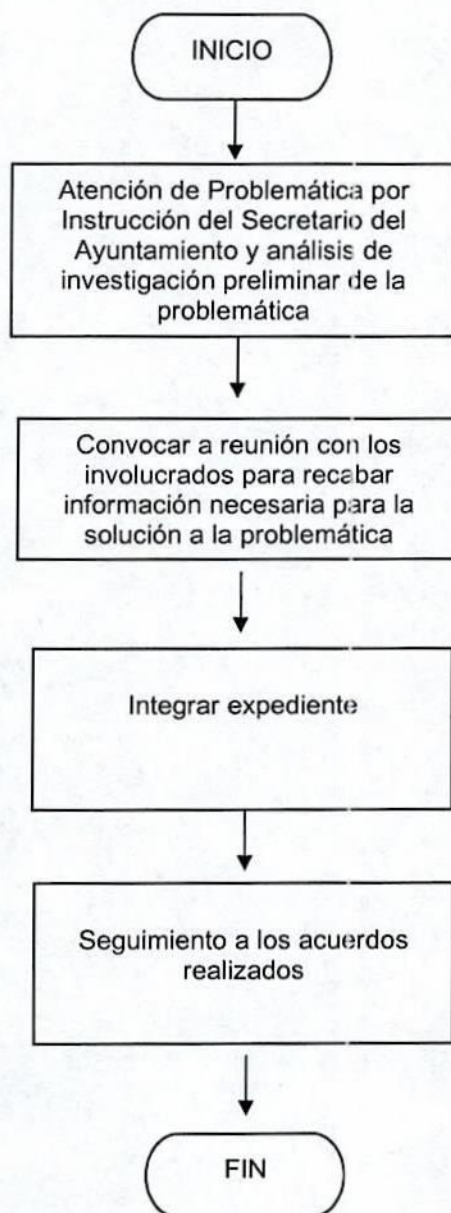 INICIO
Atención de Problemática por
Instrucción del Secretario del
Ayuntamiento y análisis de
investigación preliminar de la
problemática
Convocar a reunión con los
involucrados para recabar
información necesaria para la
solución a la problemática
Integrar expediente
Seguimiento a los acuerdos
realizados
FIN